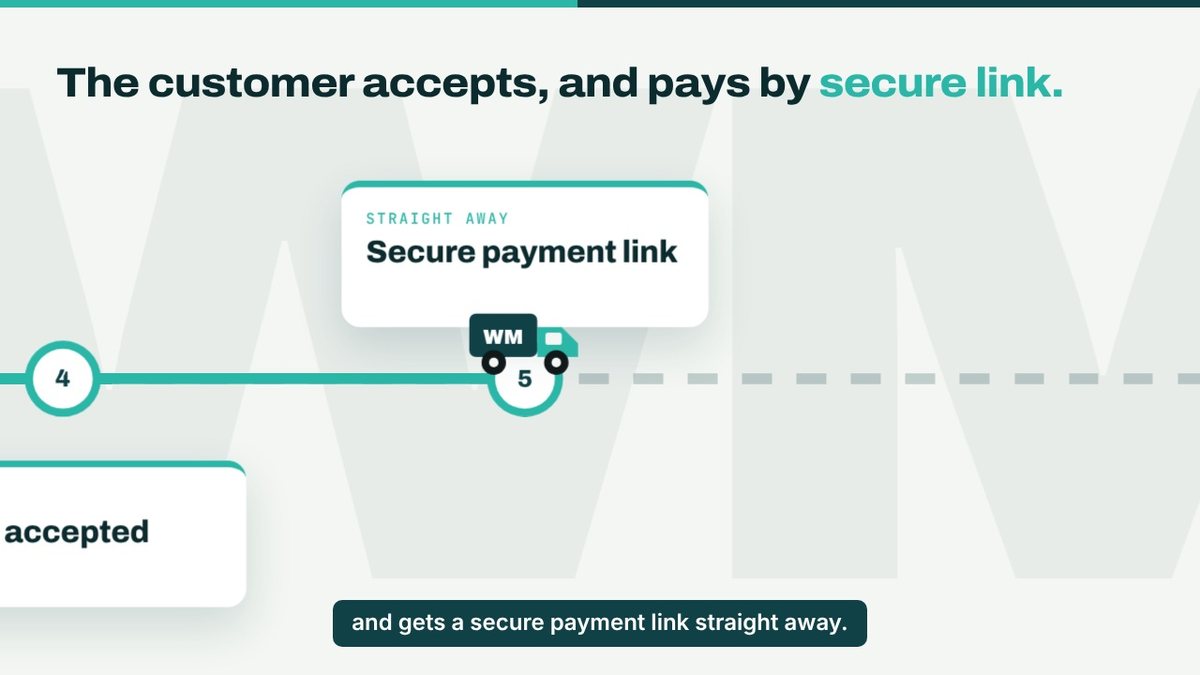 The customer accepts, and pays by secure link.
STRAIGHT AWAY
Secure payment link
WM
4
5
accepted
and gets a secure payment link straight away.
WM